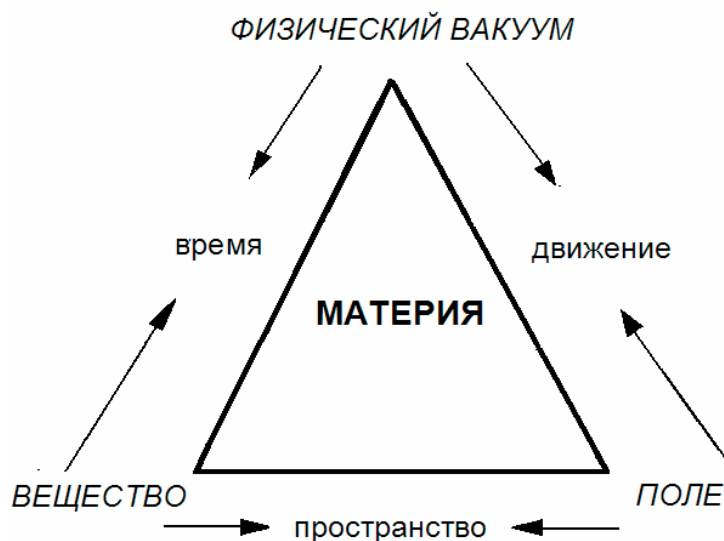 ФИЗИЧЕСКИЙ ВАКУУМ
время
движение
МАТЕРИЯ
ВЕЩЕСТВО
ПОЛЕ
пространство